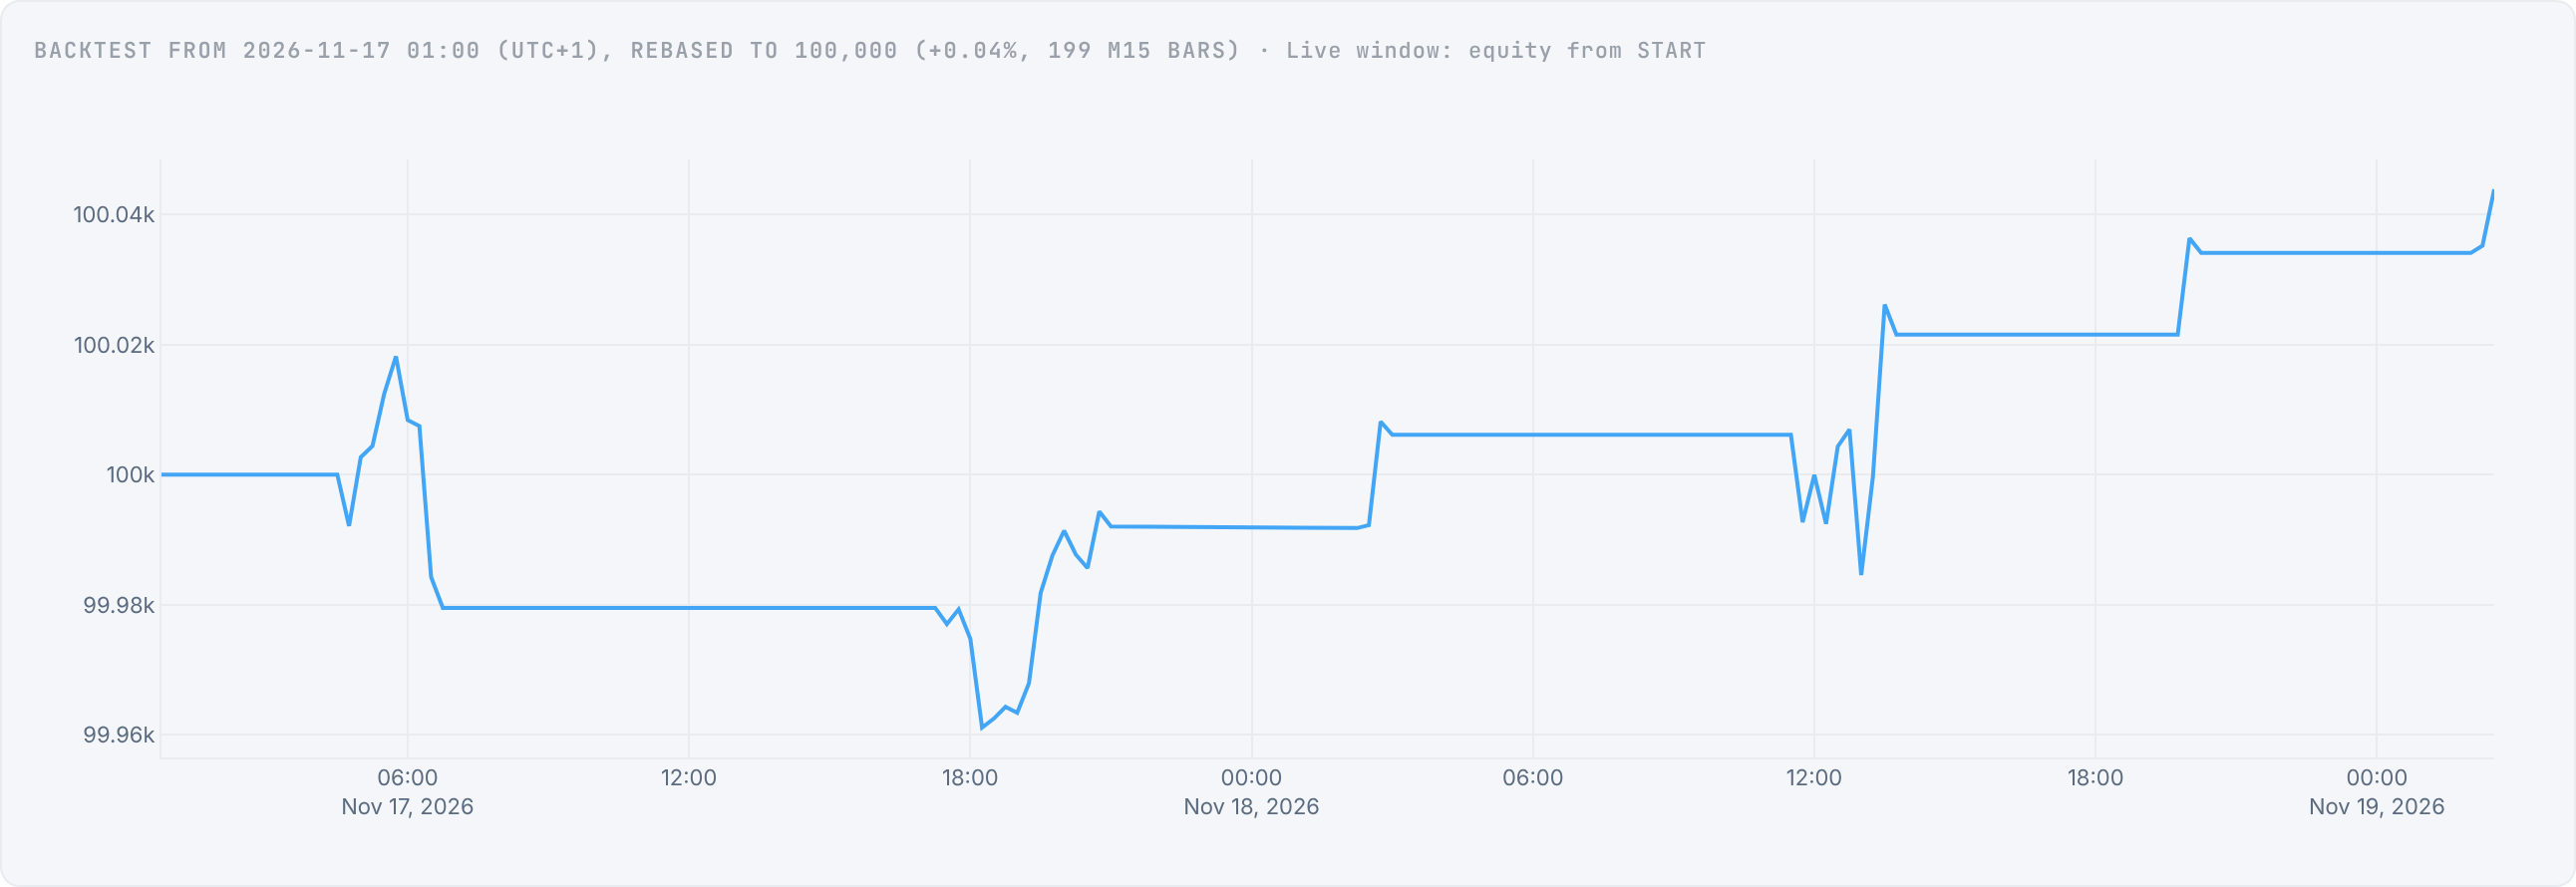 BACKTEST FROM 2026-11-17 01:00 (UTC+1), REBASED TO 100,000 (+0.04%, 199 M15 BARS) · Live window: equity from START
100.04k
100.02k
100k
99.98k
99.96k
06:00 12:00 18:00 00:00 06:00 12:00 18:00 00:00
Nov 17, 2026 Nov 18, 2026 Nov 19, 2026